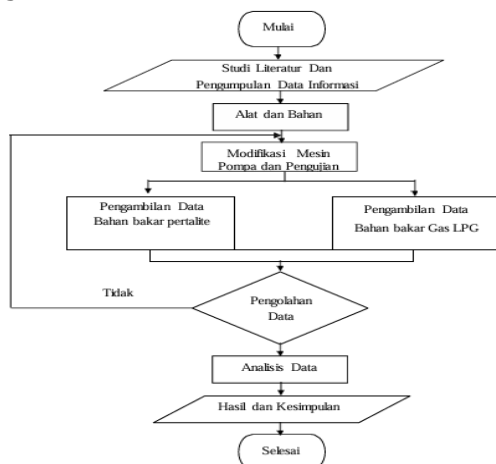 Mulai
Studi Literatur Dan
Pengumpulan Data Informasi
Alat dan Bahan
Modifikasi Mesin
Pompa dan Pengujian
Pengambilan Data
Bahan bakar pertalite
Pengambilan Data
Bahan bakar Gas LPG
Tidak
Pengolahan
Data
Analisis Data
Hasil dan Kesimpulan
Selesai